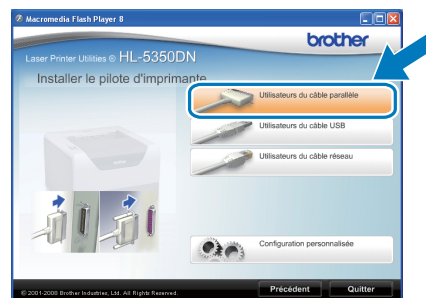 Macromedia Flash Player 8
brother
Laser Printer Utilities © HL-5350DN
Installer le pilote d'imprimante
Utilisateurs du câble parallèle
Utilisateurs du câble USB
Utilisateurs du câble réseau
Configuration personnalisée
© 2001-2008 Brother Industries, Ltd. All Rights Reserved.
Précédent
Quitter